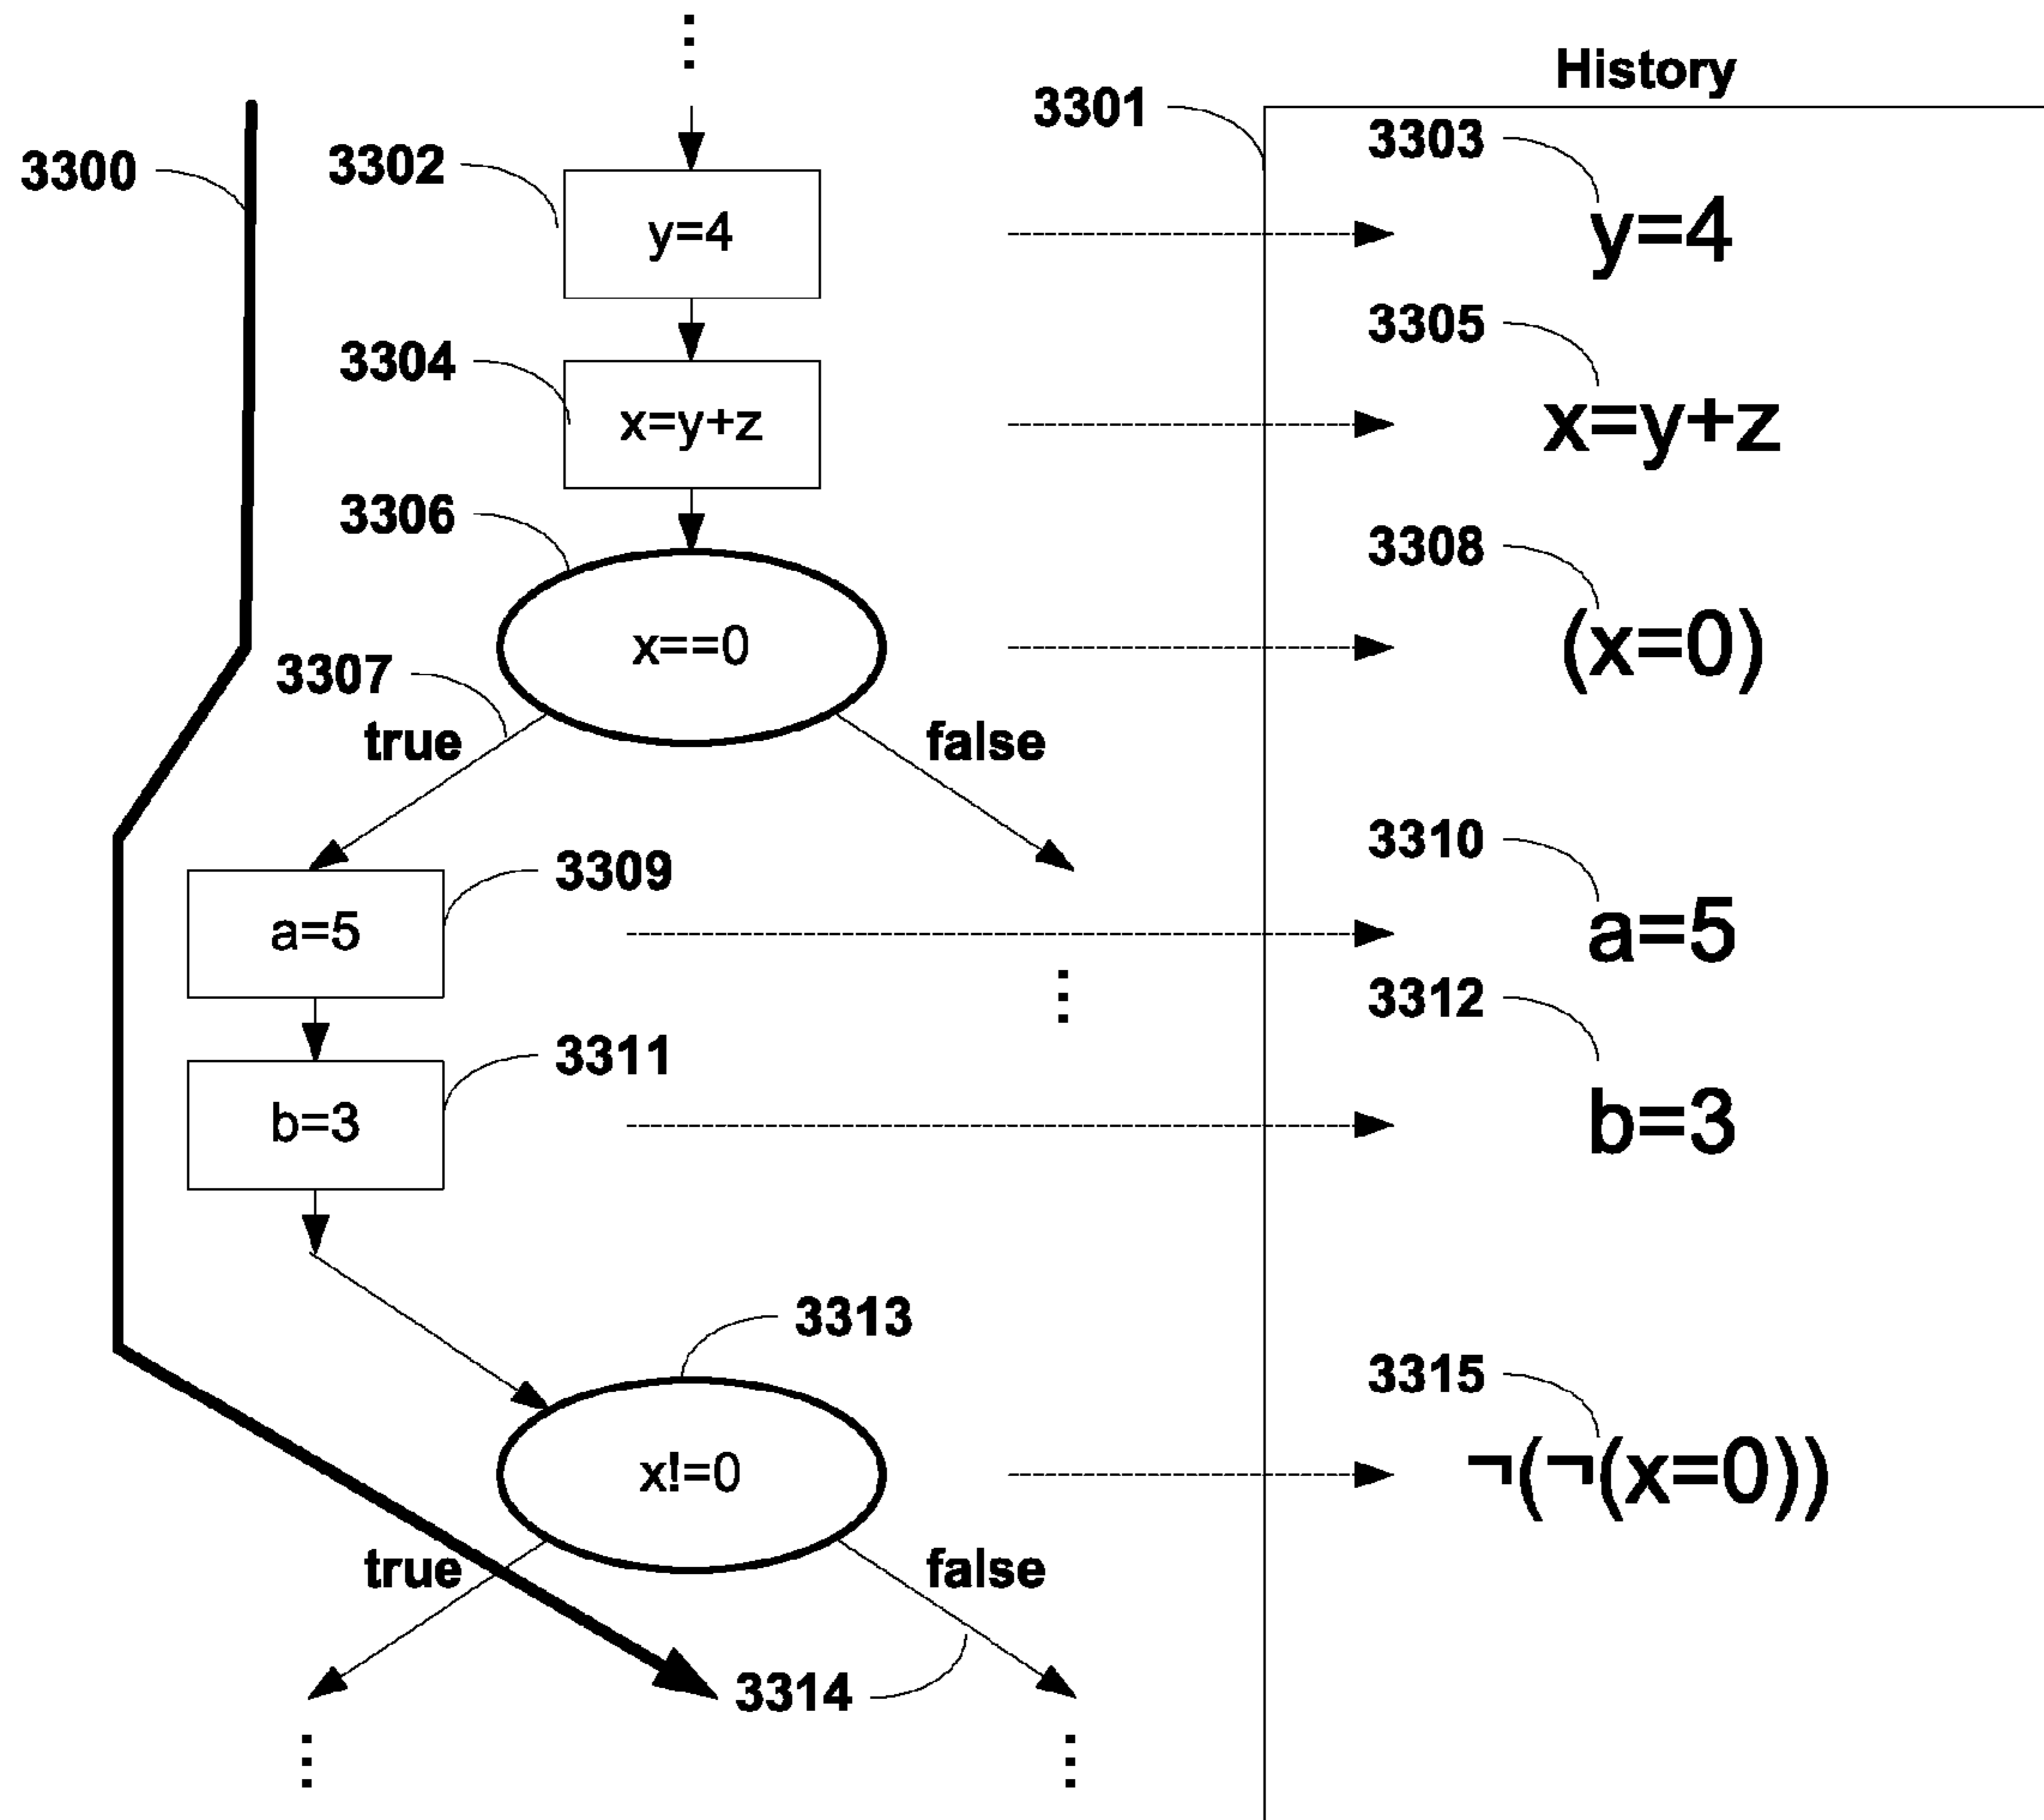 History
3301
3303
3300
3302
y=4
y=4
3305
3304
x=y+z
x=y+z
3306
3308
x==0
(x=0)
3307
true
false
3310
3309
a=5
a=5
3312
3311
b=3
b=3
3313
3315
x!=0
¬(¬(x=0))
true
false
3314